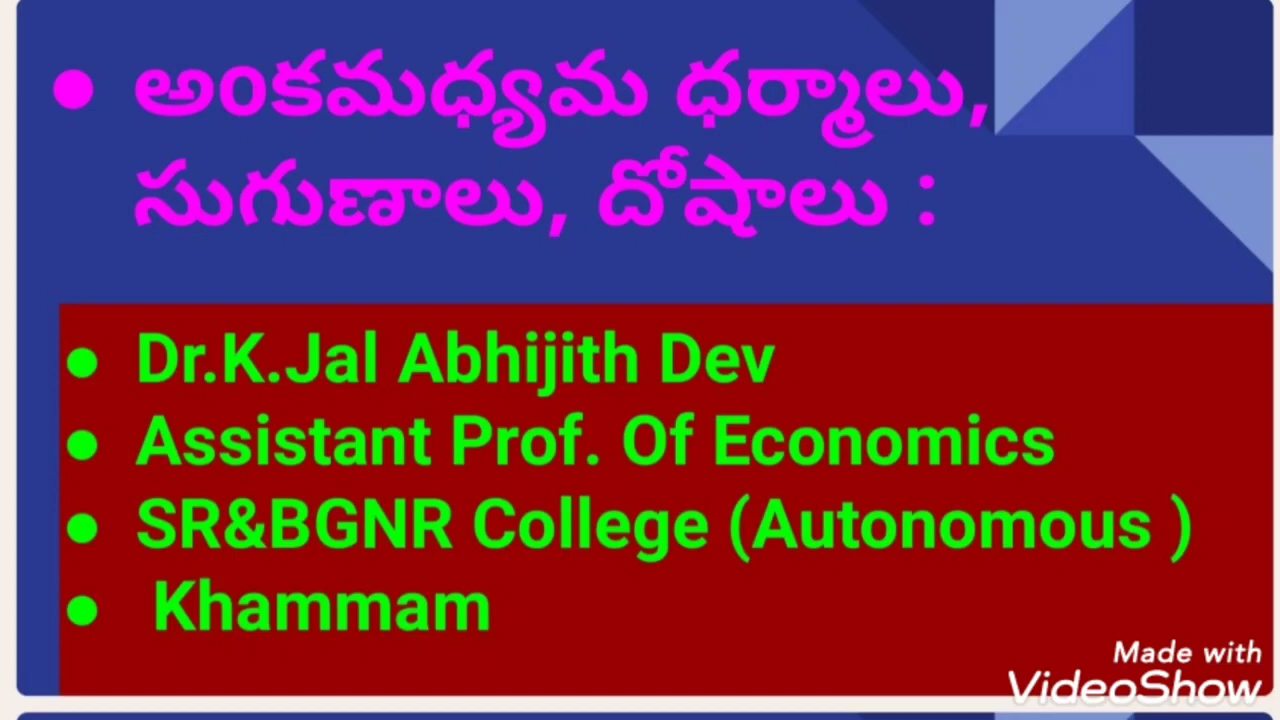 ● అంకమధ్యమ ధర్మాలు,
సుగుణాలు, దోషాలు :
● Dr.K.Jal Abhijith Dev
● Assistant Prof. Of Economics
● SR&BGNR College (Autonomous )
● Khammam
Made with
VideoShow